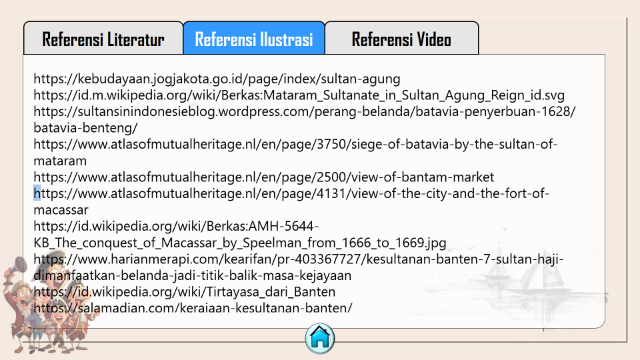 Referensi Literatur
Referensi Ilustrasi
Referensi Video
https://kebudayaan.jogjakota.go.id/page/index/sultan-agung
https://id.m.wikipedia.org/wiki/Berkas:Mataram_Sultanate_in_Sultan_Agung_Reign_id.svg
https://sultansinindonesieblog.wordpress.com/perang-belanda/batavia-penyerbuan-1628/
batavia-benteng/
https://www.atlasofmutualheritage.nl/en/page/3750/siege-of-batavia-by-the-sultan-of-
mataram
https://www.atlasofmutualheritage.nl/en/page/2500/view-of-bantam-market
https://www.atlasofmutualheritage.nl/en/page/4131/view-of-the-city-and-the-fort-of-
macassar
https://id.wikipedia.org/wiki/Berkas:AMH-5644-
KB_The_conquest_of_Macassar_by_Speelman_from_1666_to_1669.jpg
https://www.harianmerapi.com/kearifan/pr-403367727/kesultanan-banten-7-sultan-haji-
dimanfaatkan-belanda-jadi-titik-balik-masa-kejayaan
https://id.wikipedia.org/wiki/Tirtayasa_dari_Banten
https://salamadian.com/kerajaan-kesultanan-banten/